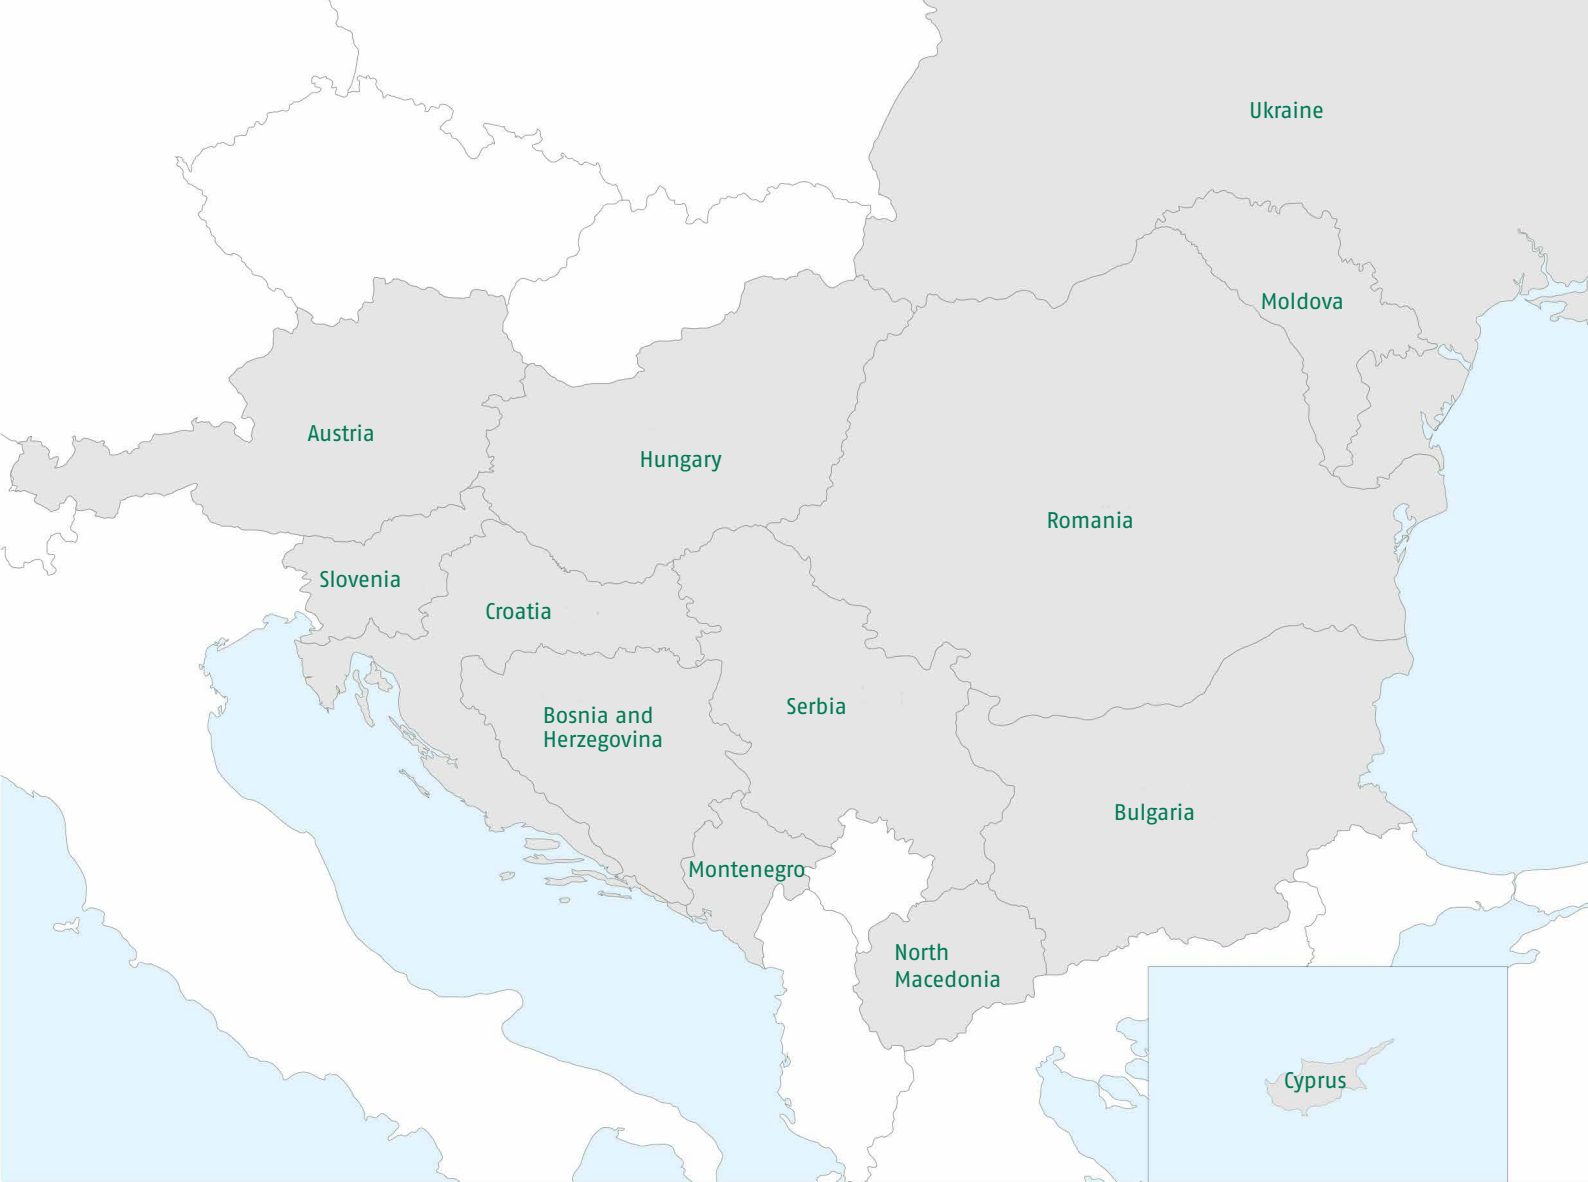 Ukraine
Moldova
Austria
Hungary
Romania
Slovenia
Croatia
Bosnia and
Herzegovina
Serbia
Bulgaria
Montenegro
North
Macedonia
Cyprus